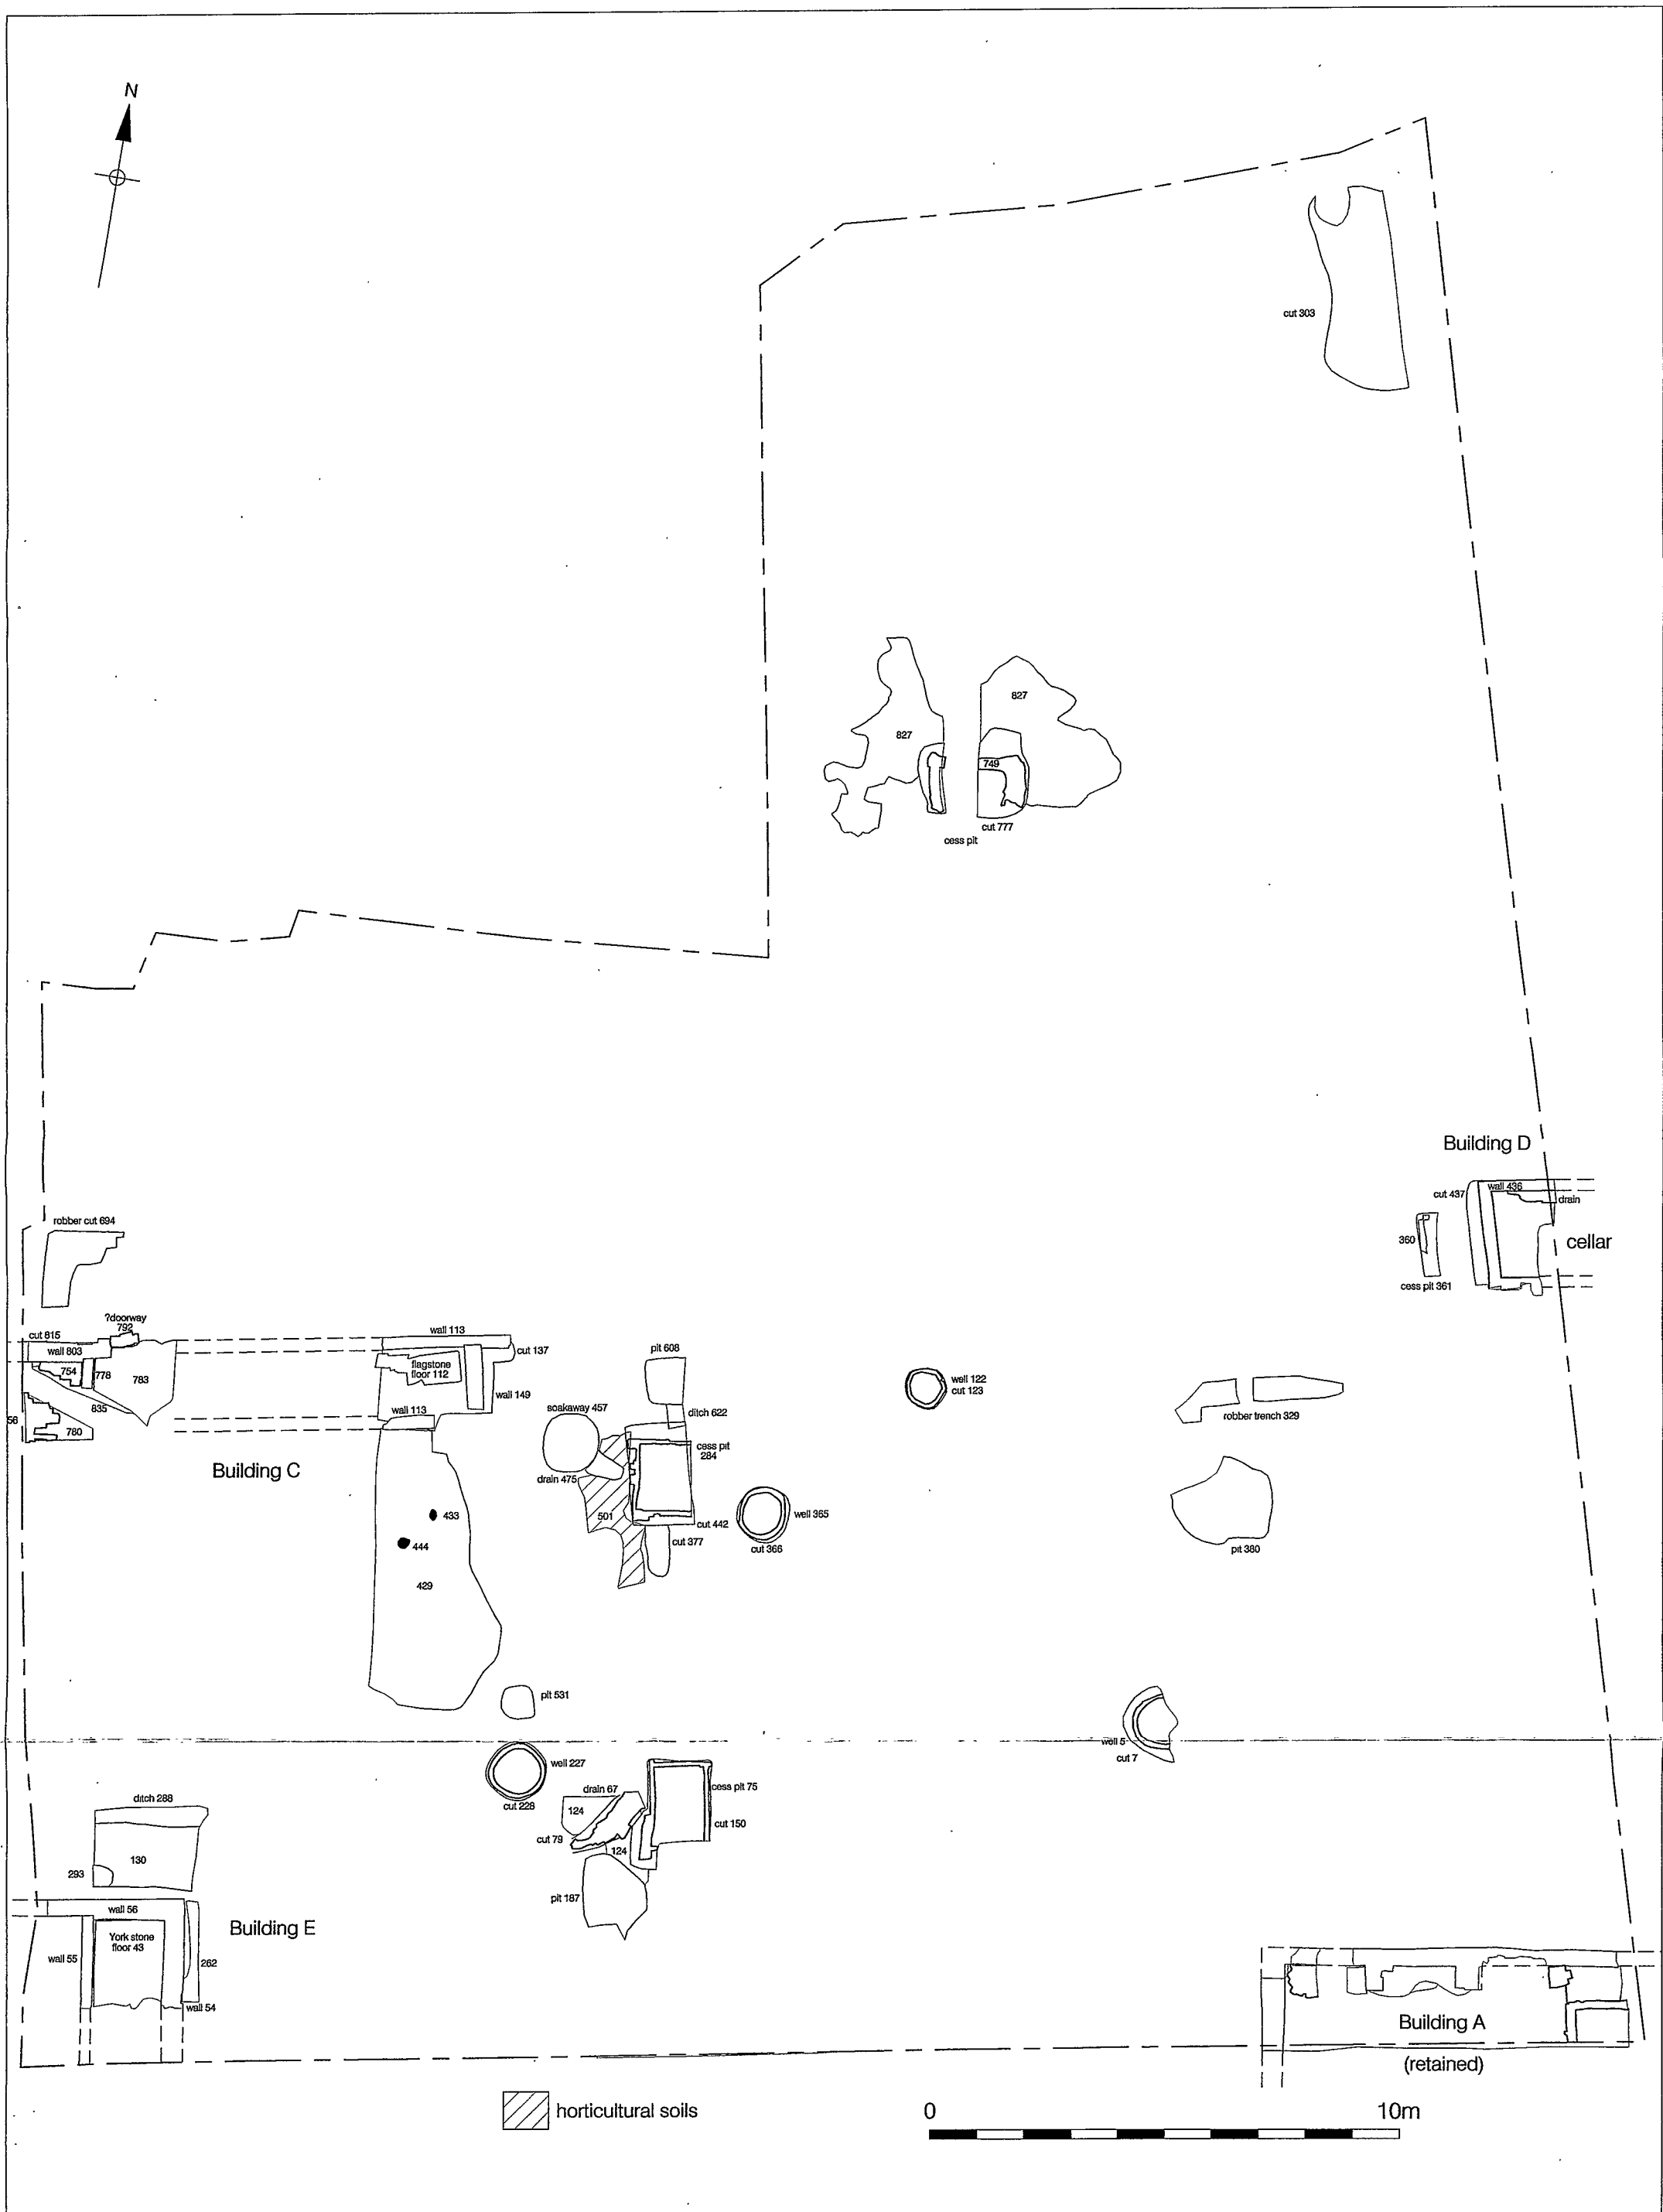 N
cut 303
827
827
749
cut 777
cess pit
Building D
cut 437
wall 436
drain
360
cellar
cess pit 361
robber cut 694
?doorway
792
cut 815
wall 803
754
778
783
835
56
780
wall 113
cut 137
flagstone
floor 112
wall 149
wall 113
Building C
pit 608
soakaway 457
ditch 622
cess pit
284
drain 475
501
cut 442
cut 377
well 365
cut 366
well 122
cut 123
robber trench 329
pit 380
433
444
429
pit 531
well 5
cut 7
well 227
cut 228
drain 67
124
cess pit 75
cut 150
cut 79
124
pit 187
ditch 288
130
293
wall 56
Building E
York stone
floor 43
wall 55
262
wall 54
Building A
(retained)
horticultural soils
0
10m